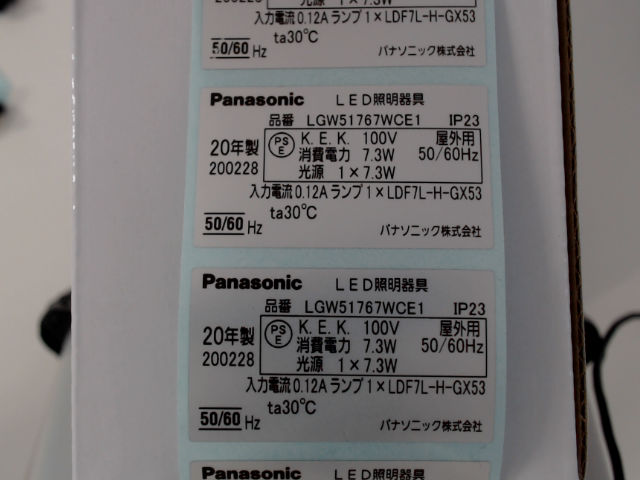 200228 光源 1×7.3W
入力電流0.12A ランプ1×LDF7L-H-GX53
ta30℃
50/60 Hz パナソニック株式会社
Panasonic LED照明器具
品番 LGW51767WCE1 IP23
20年製 PSE K.E.K. 100V 屋外用
消費電力 7.3W 50/60Hz
200228 光源 1×7.3W
入力電流0.12A ランプ1×LDF7L-H-GX53
ta30℃
50/60 Hz パナソニック株式会社
Panasonic LED照明器具
品番 LGW51767WCE1 IP23
20年製 PSE K.E.K. 100V 屋外用
消費電力 7.3W 50/60Hz
200228 光源 1×7.3W
入力電流0.12A ランプ1×LDF7L-H-GX53
ta30℃
50/60 Hz パナソニック株式会社
Panasonic LED照明器具